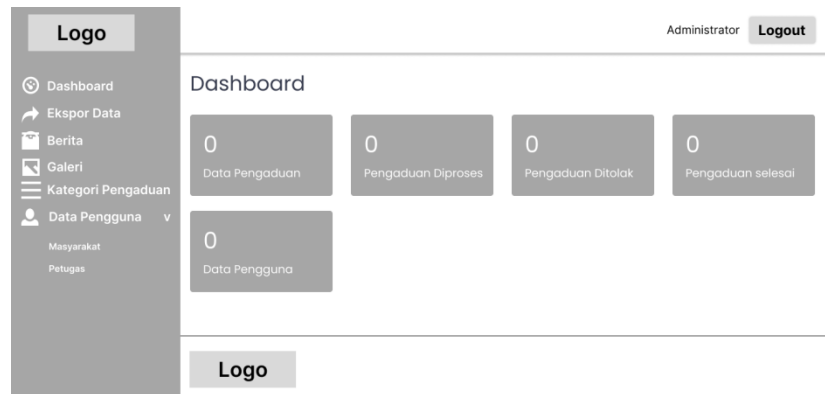 Logo
Administrator
Logout
Dashboard
Ekspor Data
Berita
Galeri
Kategori Pengaduan
Data Pengguna v
Masyarakat
Petugas
Dashboard
0
Data Pengaduan
0
Pengaduan Diproses
0
Pengaduan Ditolak
0
Pengaduan selesai
0
Data Pengguna
Logo